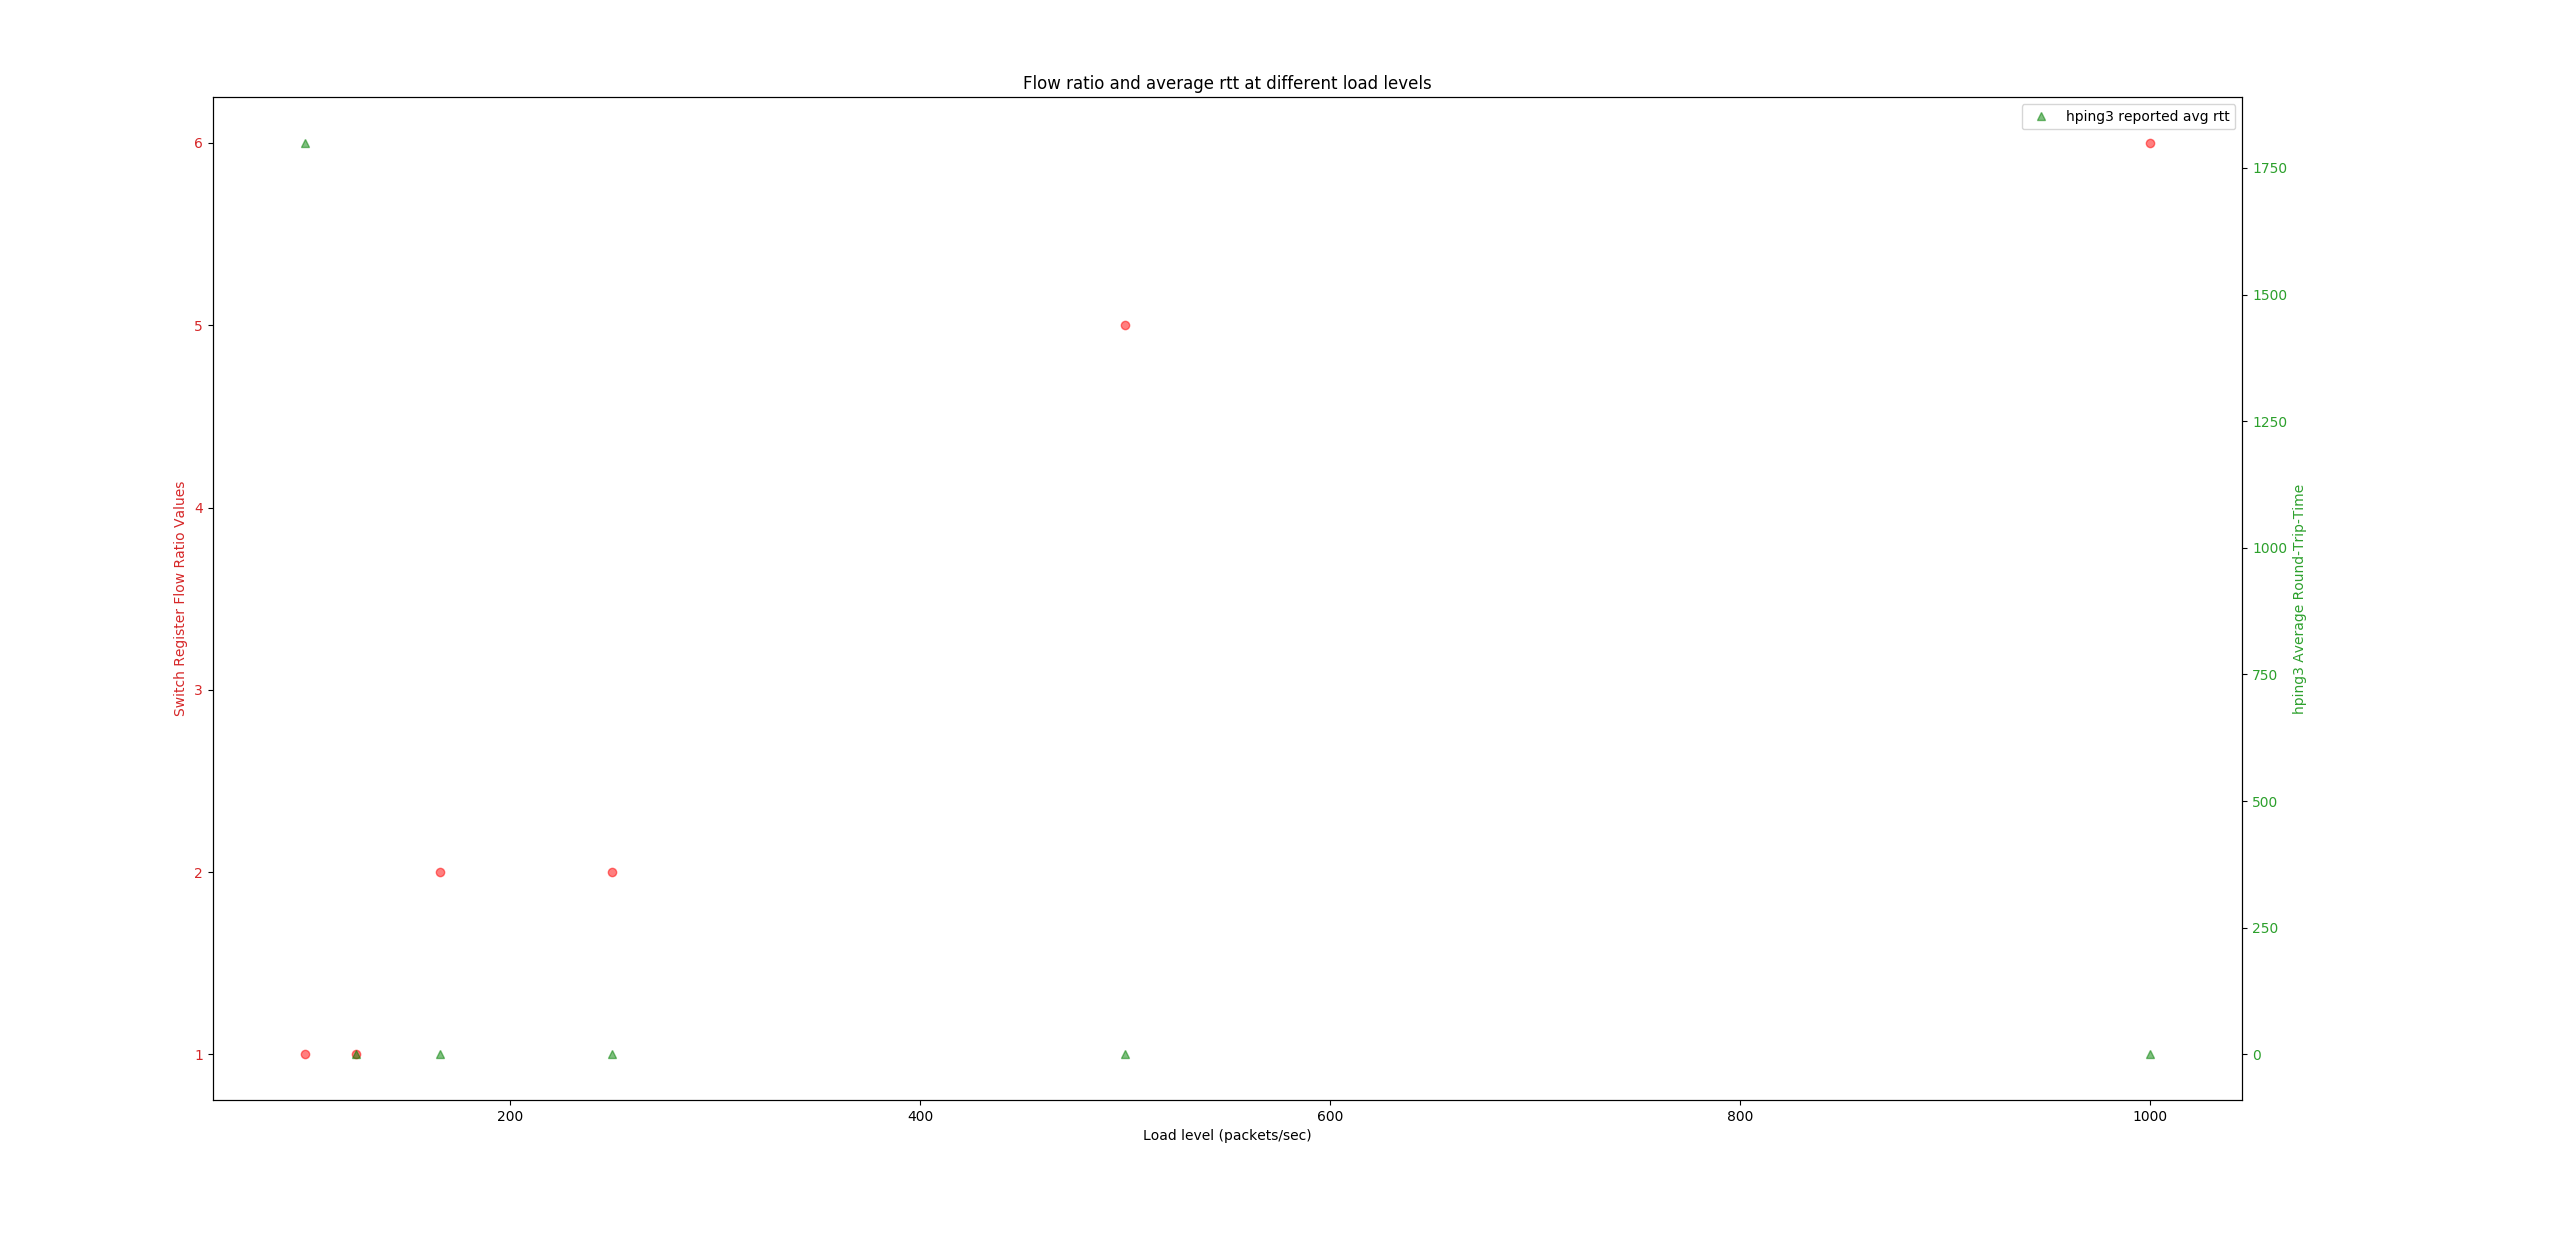 Flow ratio and average rtt at different load levels
hping3 reported avg rtt
6
5
4
3
2
1
Switch Register Flow Ratio Values
1750
1500
1250
1000
750
500
250
0
hping3 Average Round-Trip-Time
200 400 600 800 1000
Load level (packets/sec)